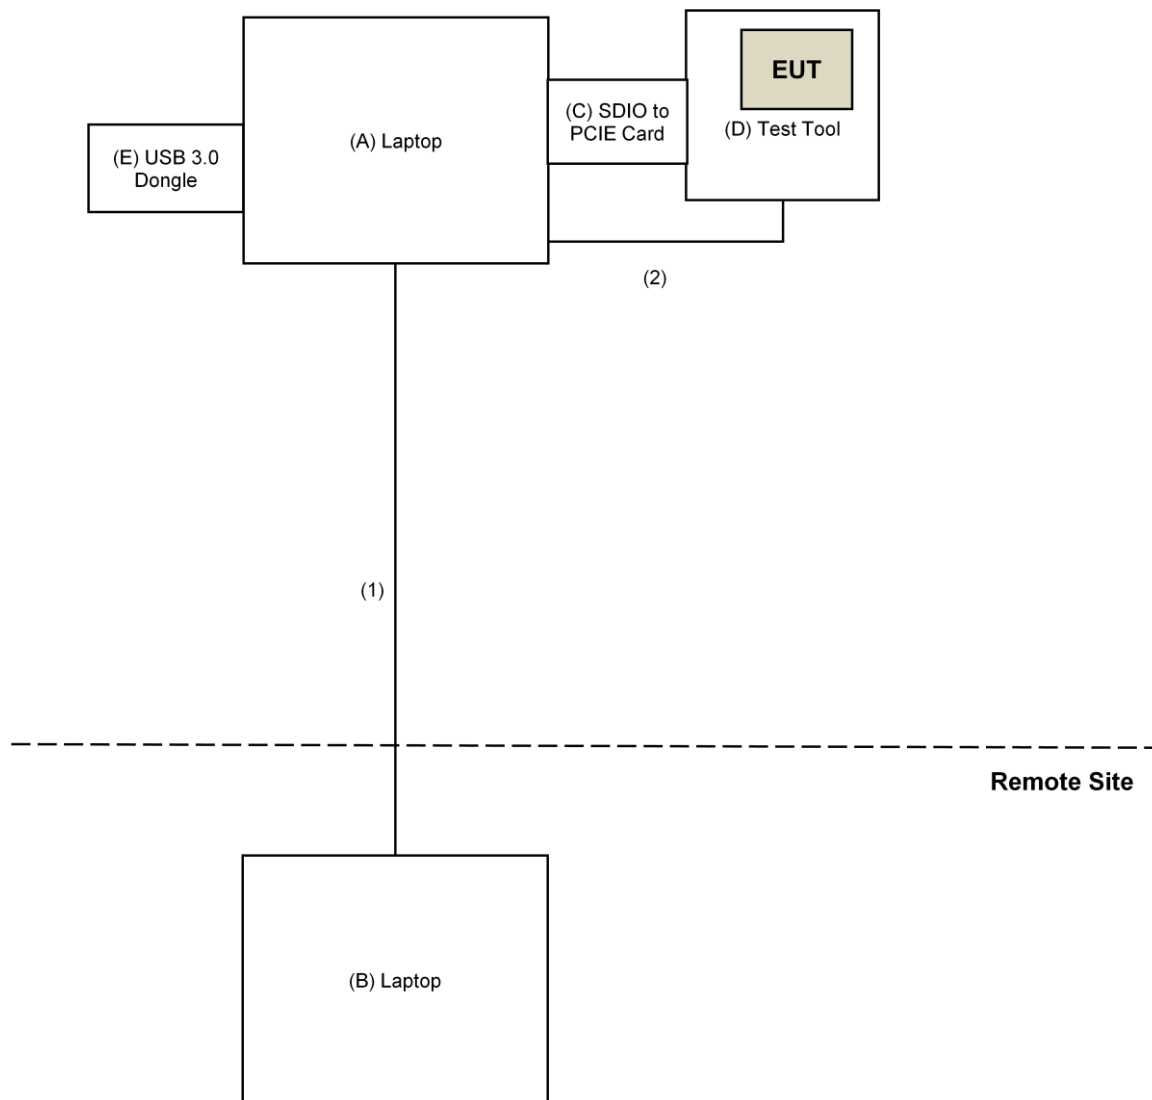 EUT
(C) SDIO to
PCIE Card
(D) Test Tool
(A) Laptop
(E) USB 3.0
Dongle
(2)
(1)
Remote Site
(B) Laptop